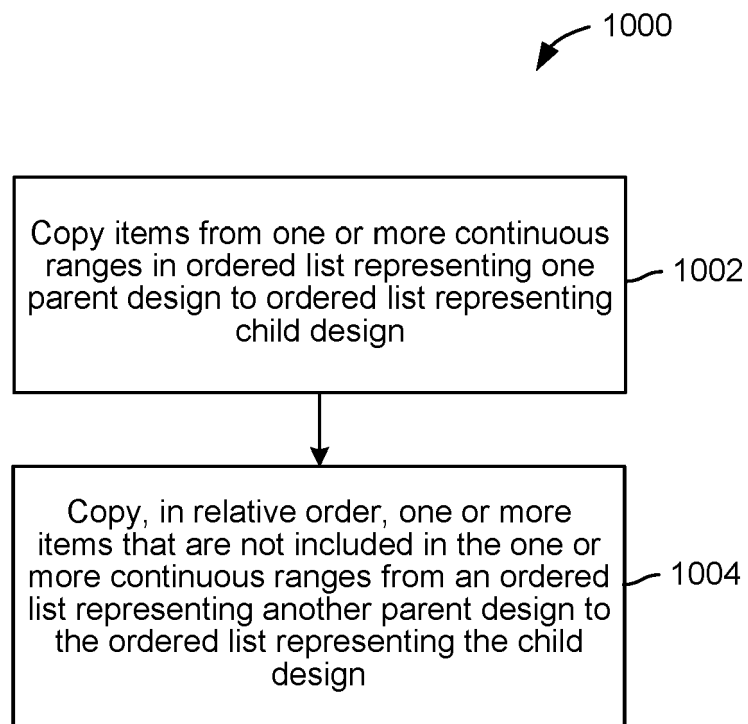 1000
Copy items from one or more continuous
ranges in ordered list representing one
parent design to ordered list representing
child design
1002
Copy, in relative order, one or more
items that are not included in the one or
more continuous ranges from an ordered
list representing another parent design to
the ordered list representing the child
design
1004